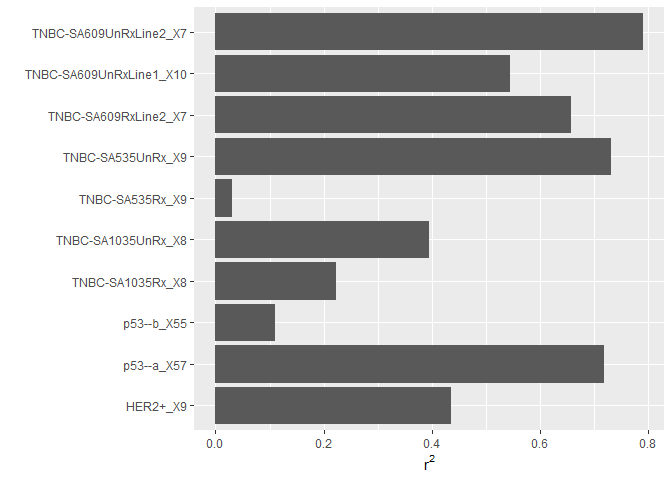 TNBC-SA609UnRxLine2_X7
TNBC-SA609UnRxLine1_X10
TNBC-SA609RxLine2_X7
TNBC-SA535UnRx_X9
TNBC-SA535Rx_X9
TNBC-SA1035UnRx_X8
TNBC-SA1035Rx_X8
p53--b_X55
p53--a_X57
HER2+_X9
0.0 0.2 0.4 0.6 0.8
r²